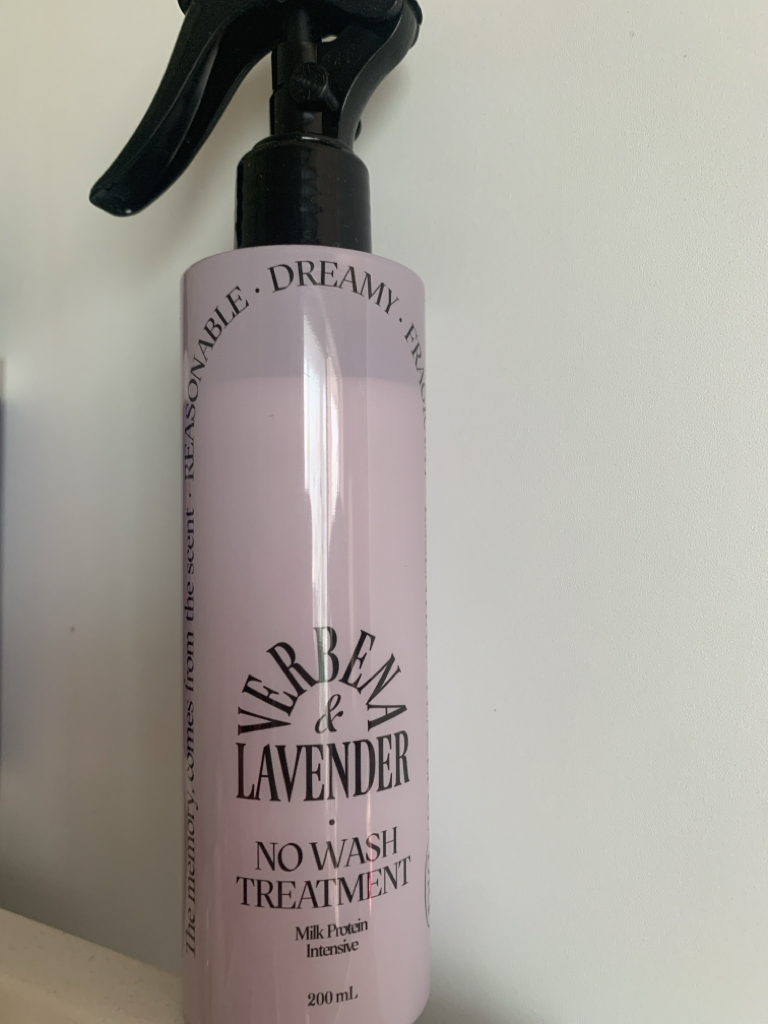 The memory, comes from the scent · REASONABLE · DREAMY ·
VERBENA
&
LAVENDER
NO WASH
TREATMENT
Milk Protein
Intensive
200 mL